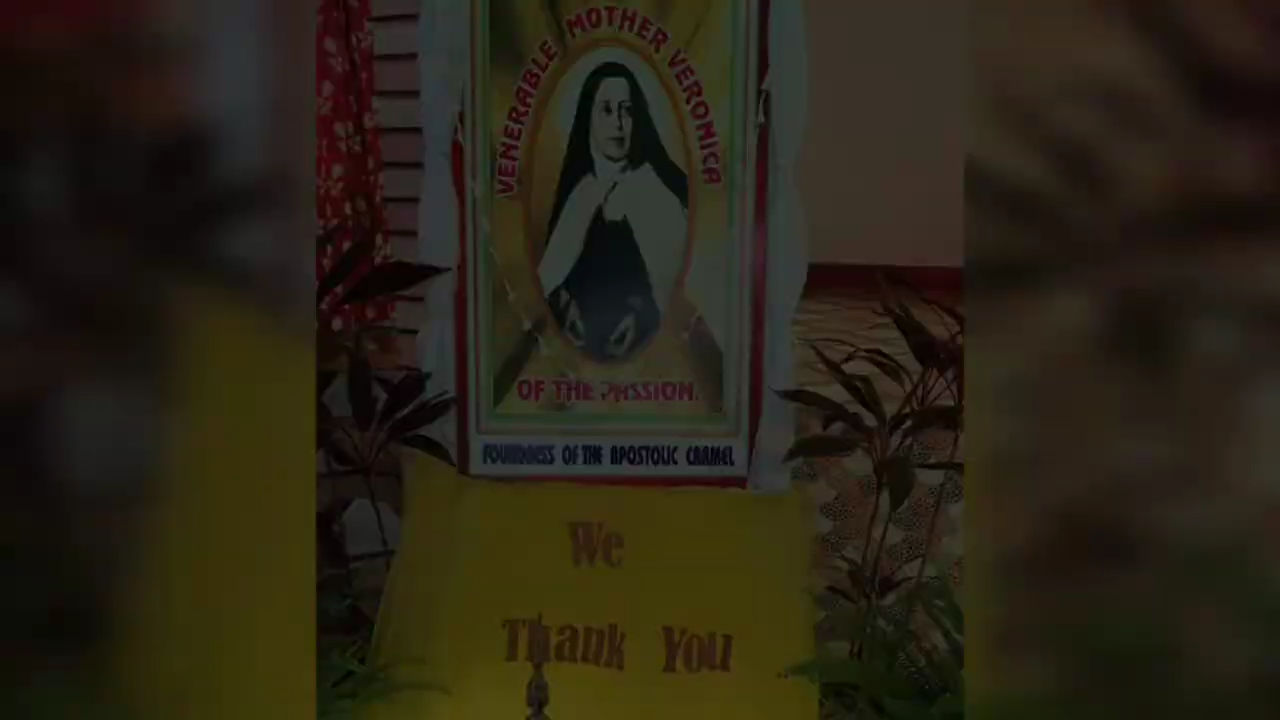 VENERABLE MOTHER VERONICA
OF THE PASSION.
FOUNDRESS OF THE APOSTOLIC CARMEL
We
Thank You